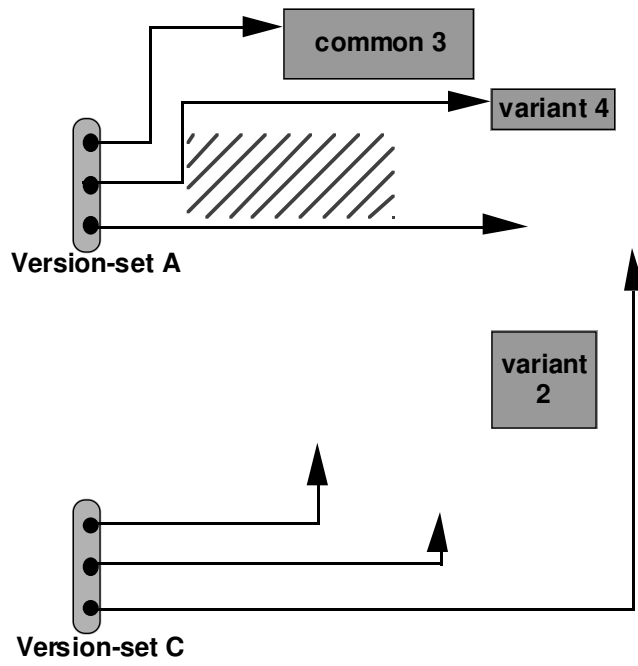 common 3
variant 4
Version-set A
variant
2
Version-set C